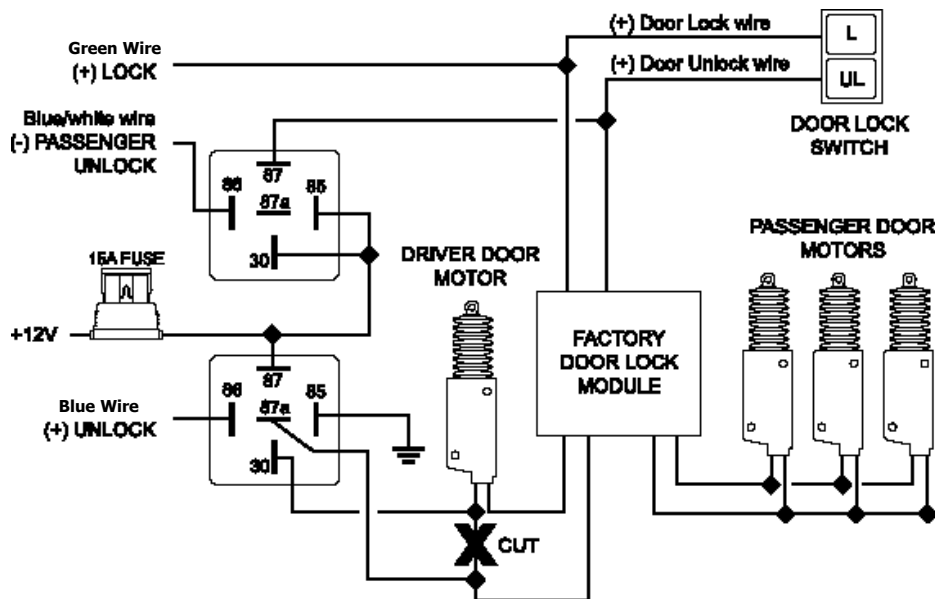 (+) Door Lock wire
L
Green Wire
(+) LOCK
(+) Door Unlock wire
UL
Blue/white wire
(-) PASSENGER
UNLOCK
DOOR LOCK
SWITCH
87
86
87a
85
30
15A FUSE
+12V
DRIVER DOOR
MOTOR
PASSENGER DOOR
MOTORS
FACTORY
DOOR LOCK
MODULE
87
86
87a
85
30
Blue Wire
(+) UNLOCK
CUT